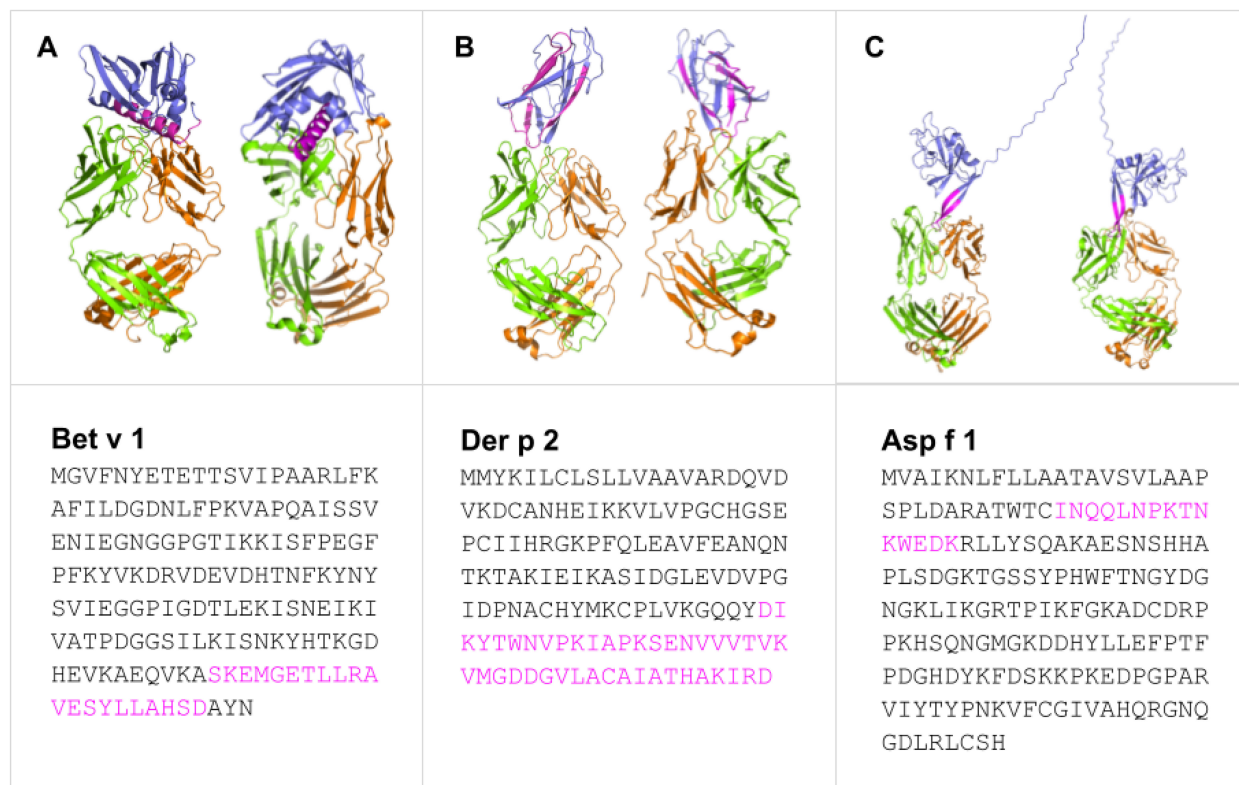 A
B
C
Bet v 1
MGVFNYETETTSVIPAARLFK
AFILDGDNLFPKVAPQAISSV
ENIEGNGGPGTIKKISFPEGF
PFKYVKDRVDEVDHTNFKYNY
SVIEGGPIGDTLEKISNEIKI
VATPDGGSILKISNKYHTKGD
HEVKAEQVKASKEMGETLLRA
VESYLLAHSDAYN
Der p 2
MMYKILCLSLLVAAVARDQVD
VKDCANHEIKKVLVPGCHGSE
PCIIHRGKPFQLEAVFEANQN
TKTAKIEIKASIDGLEVDVPG
IDPNACHYMKCPLVKGQQYDI
KYTWNVPKIAPKSENVVVTVK
VMGDDGVLACAIATHAKIRD
Asp f 1
MVAIKNLFLLAATAVSVLAAP
SPLDARATWTCINQQLNPKTN
KWEDKRLLYSQAKAESNSHHA
PLSDGKTGSSYPHWFTNGYDG
NGKLIKGRTPIKFGKADCDRP
PKHSQNGMGKDDHYLLEFPTF
PDGHDYKFDSKKPKEDPGPAR
VIYTYPNKVFCGIVAHQRGNQ
GDLRLCSH